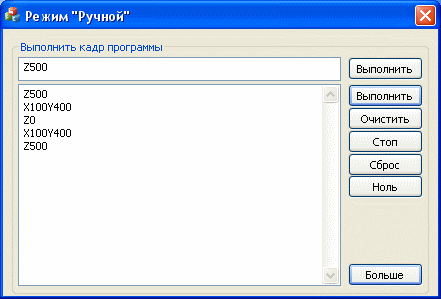 Режим "Ручной"
Выполнить кадр программы
Z500
Выполнить
Z500
X100Y400
Z0
X100Y400
Z500
Выполнить
Очистить
Стоп
Сброс
Ноль
Больше